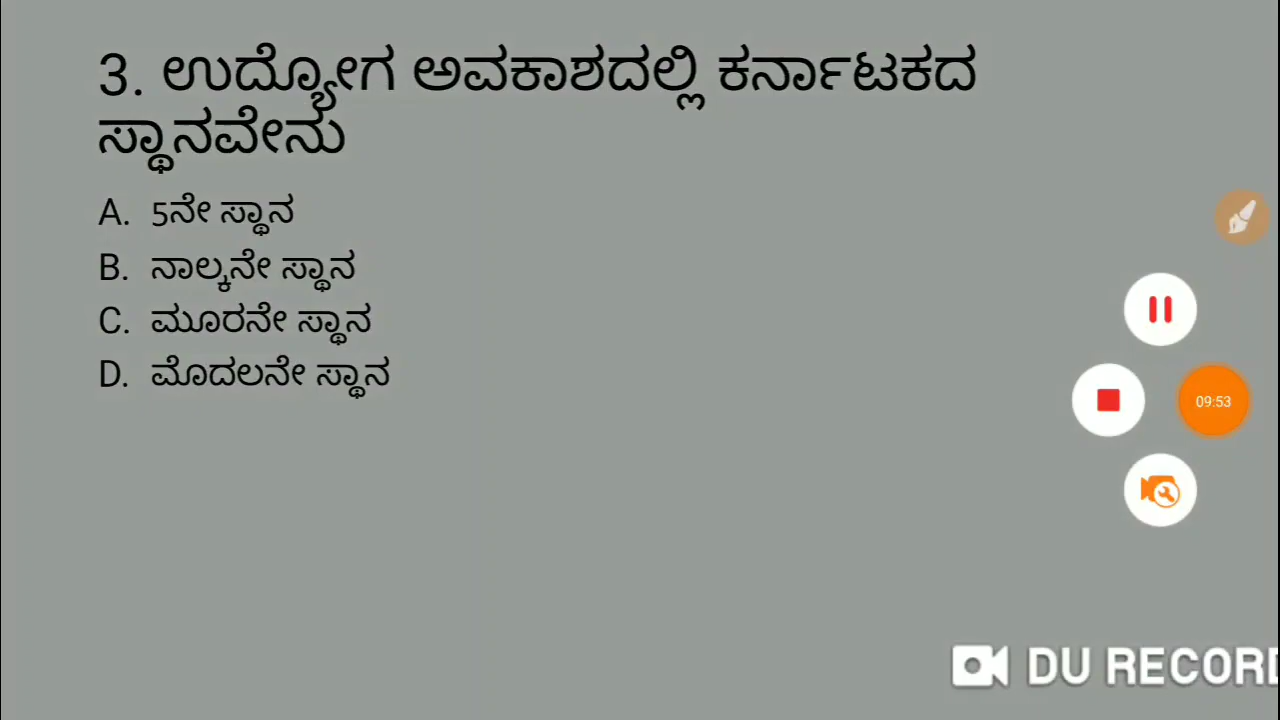 3. ಉದ್ಯೋಗ ಅವಕಾಶದಲ್ಲಿ ಕರ್ನಾಟಕದ
ಸ್ಥಾನವೇನು
A. 5ನೇ ಸ್ಥಾನ
B. ನಾಲ್ಕನೇ ಸ್ಥಾನ
C. ಮೂರನೇ ಸ್ಥಾನ
D. ಮೊದಲನೇ ಸ್ಥಾನ
09:53
DU RECORD